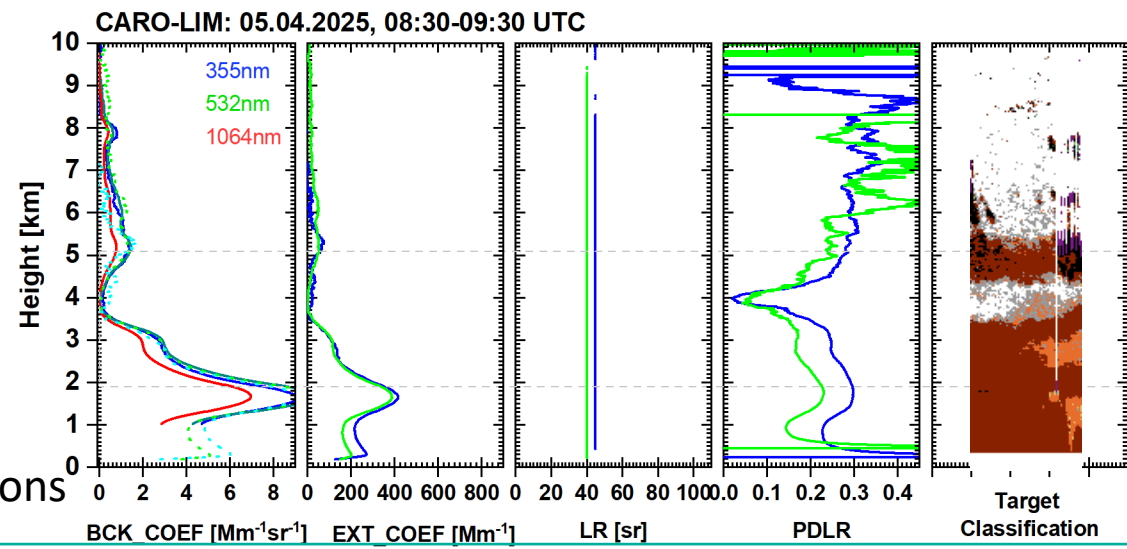 CARO-LIM: 05.04.2025, 08:30-09:30 UTC
10
9
8
7
6
5
4
3
2
1
0
Height [km]
355nm
532nm
1064nm
ons
0 2 4 6 8
0 200 400 600 800
0 20 40 60 80 100
0.0 0.1 0.2 0.3 0.4
BCK_COEF [Mm-1sr-1]
EXT_COEF [Mm-1]
LR [sr]
PDLR
Target
Classification